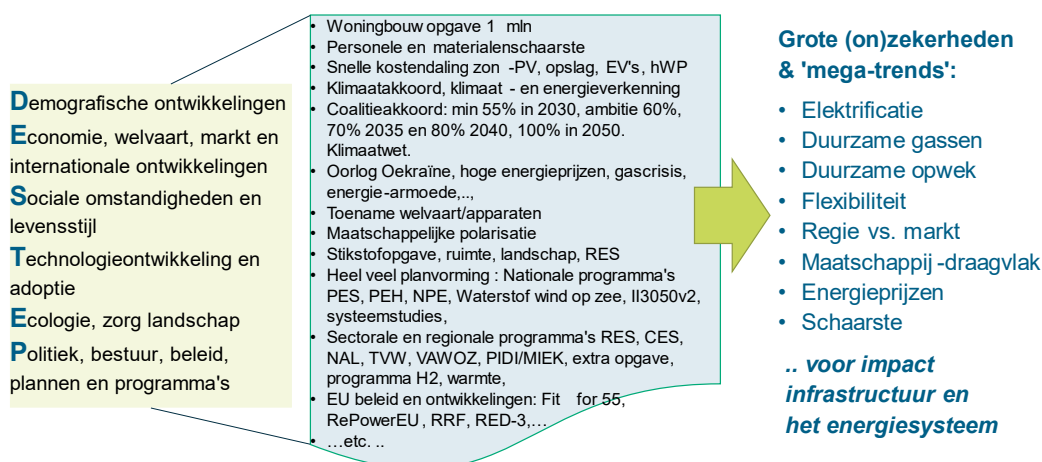 Demografische ontwikkelingen
Economie, welvaart, markt en
internationale ontwikkelingen
Sociale omstandigheden en
levensstijl
Technologieontwikkeling en
adoptie
Ecologie, zorg landschap
Politiek, bestuur, beleid,
plannen en programma's
• Woningbouw opgave 1 mln
• Personele en materialenschaarste
• Snelle kostendaling zon -PV, opslag, EV's, hWP
• Klimaatakkoord, klimaat - en energieverkenning
• Coalitieakkoord: min 55% in 2030, ambitie 60%,
70% 2035 en 80% 2040, 100% in 2050.
Klimaatwet.
• Oorlog Oekraïne, hoge energieprijzen, gascrisis,
energie-armoede,..,
• Toename welvaart/apparaten
• Maatschappelijke polarisatie
• Stikstofopgave, ruimte, landschap, RES
• Heel veel planvorming : Nationale programma's
PES, PEH, NPE, Waterstof wind op zee, II3050v2,
systeemstudies,
• Sectorale en regionale programma's RES, CES,
NAL, TVW, VAWOZ, PIDI/MIEK, extra opgave,
programma H2, warmte,
• EU beleid en ontwikkelingen: Fit for 55,
RePowerEU, RRF, RED-3,…
• …etc. ..
Grote (on)zekerheden
& 'mega-trends':
• Elektrificatie
• Duurzame gassen
• Duurzame opwek
• Flexibiliteit
• Regie vs. markt
• Maatschappij -draagvlak
• Energieprijzen
• Schaarste
.. voor impact
infrastructuur en
het energiesysteem